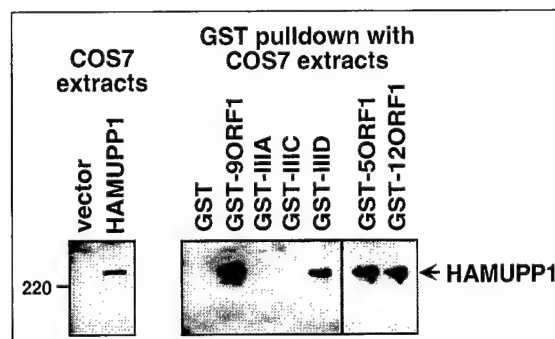 COS7
extracts
GST pulldown with
COS7 extracts
vector
HAMUPP1
GST
GST-9ORF1
GST-IIIA
GST-IIIC
GST-IIID
GST-5ORF1
GST-12ORF1
220
HAMUPP1